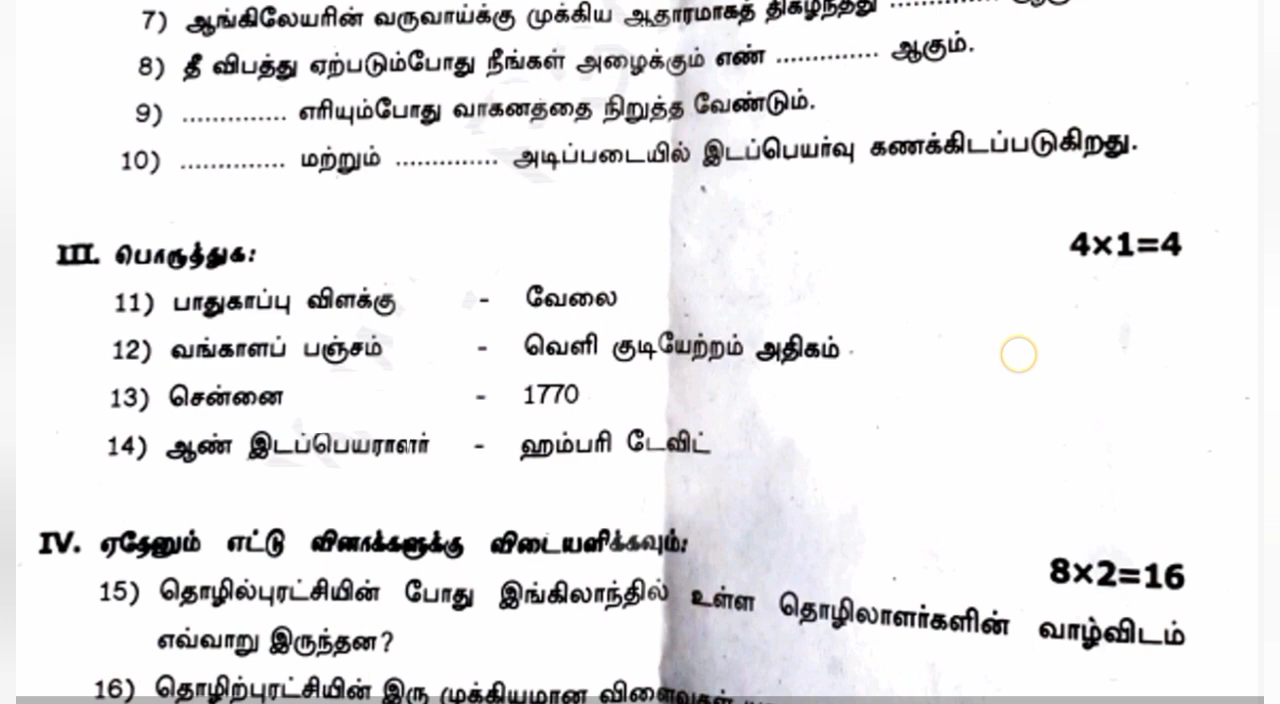 7) ஆங்கிலேயரின் வருவாய்க்கு முக்கிய ஆதாரமாகத் திகழ்ந்தது ..............
8) தீ விபத்து ஏற்படும்போது நீங்கள் அழைக்கும் எண் .............. ஆகும்.
9) .............. எரியும்போது வாகனத்தை நிறுத்த வேண்டும்.
10) .............. மற்றும் .............. அடிப்படையில் இடப்பெயர்வு கணக்கிடப்படுகிறது.
III. பொருத்துக: 4×1=4
11) பாதுகாப்பு விளக்கு - வேலை
12) வங்காளப் பஞ்சம் - வெளி குடியேற்றம் அதிகம்
13) சென்னை - 1770
14) ஆண் இடப்பெயராளர் - ஹம்பரி டேவிட்
IV. ஏதேனும் எட்டு வினாக்களுக்கு விடையளிக்கவும்: 8×2=16
15) தொழில்புரட்சியின் போது இங்கிலாந்தில் உள்ள தொழிலாளர்களின் வாழ்விடம்
எவ்வாறு இருந்தன?
16) தொழிற்புரட்சியின் இரு முக்கியமான விளைவுகள்